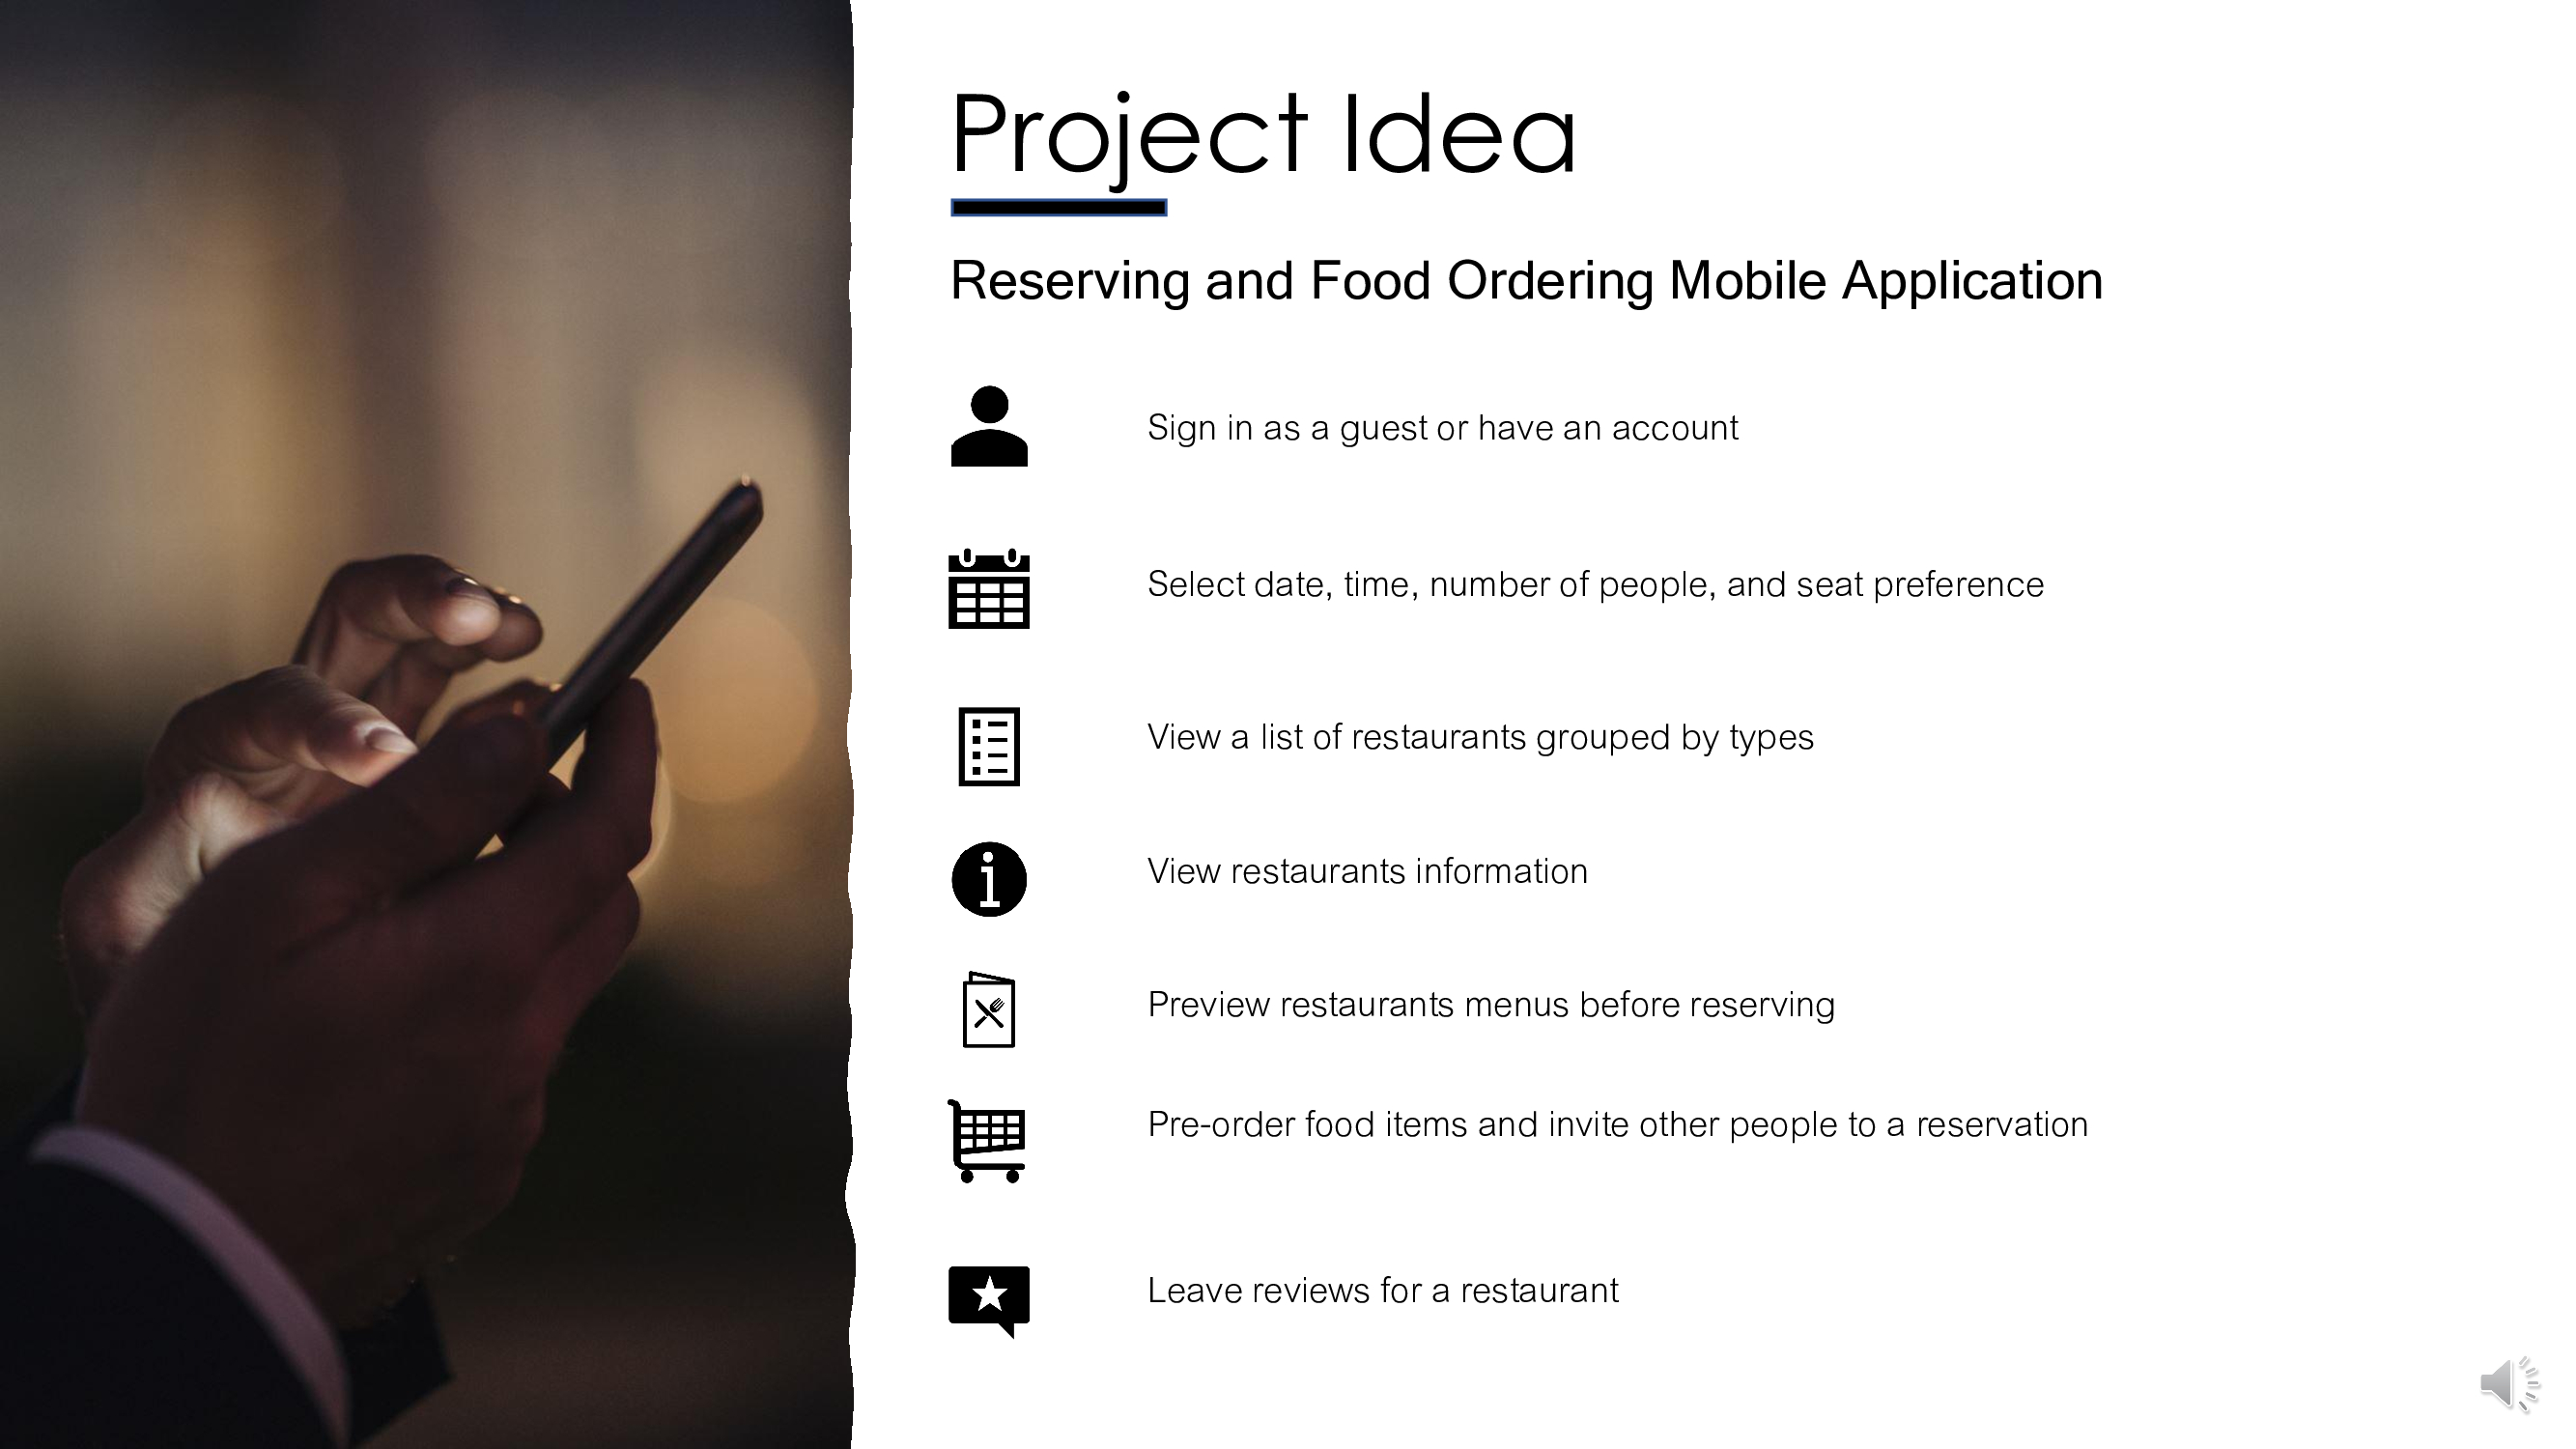 Project Idea
Reserving and Food Ordering Mobile Application
Sign in as a guest or have an account
Select date, time, number of people, and seat preference
View a list of restaurants grouped by types
View restaurants information
Preview restaurants menus before reserving
Pre-order food items and invite other people to a reservation
Leave reviews for a restaurant